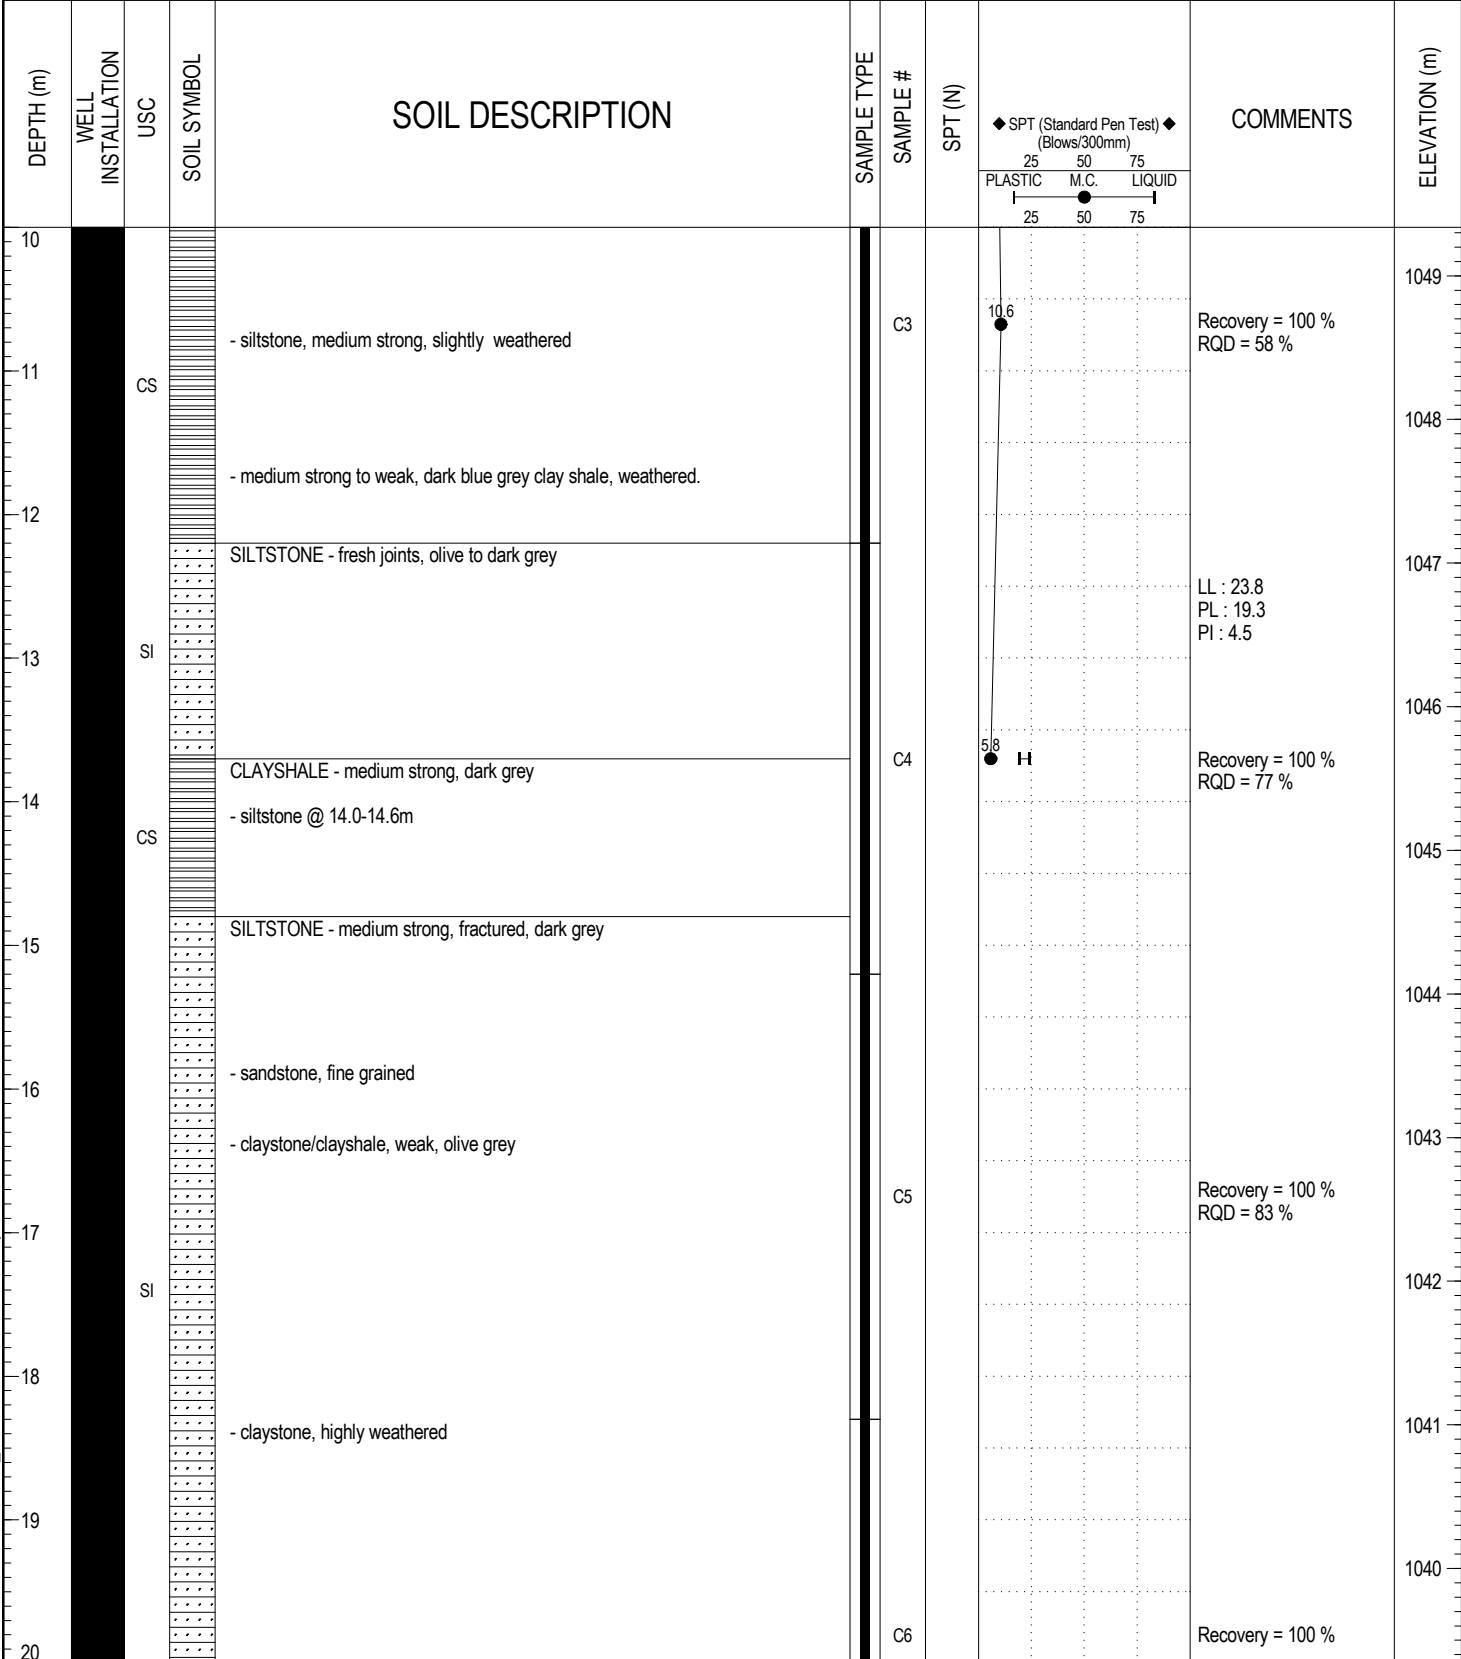 DEPTH (m)
WELL
INSTALLATION
USC
SOIL SYMBOL
SOIL DESCRIPTION
SAMPLE TYPE
SAMPLE #
SPT (N)
◆ SPT (Standard Pen Test) ◆
(Blows/300mm)
25 50 75
PLASTIC M.C. LIQUID
25 50 75
COMMENTS
ELEVATION (m)
10
1049
10.6
C3
Recovery = 100 %
- siltstone, medium strong, slightly weathered
RQD = 58 %
11
CS
1048
- medium strong to weak, dark blue grey clay shale, weathered.
12
SILTSTONE - fresh joints, olive to dark grey
1047
LL : 23.8
PL : 19.3
PI : 4.5
13
SI
1046
5.8
C4
Recovery = 100 %
CLAYSHALE - medium strong, dark grey
RQD = 77 %
14
- siltstone @ 14.0-14.6m
CS
1045
SILTSTONE - medium strong, fractured, dark grey
15
1044
- sandstone, fine grained
16
1043
- claystone/clayshale, weak, olive grey
C5
Recovery = 100 %
RQD = 83 %
17
1042
SI
18
1041
- claystone, highly weathered
19
1040
C6
Recovery = 100 %
20